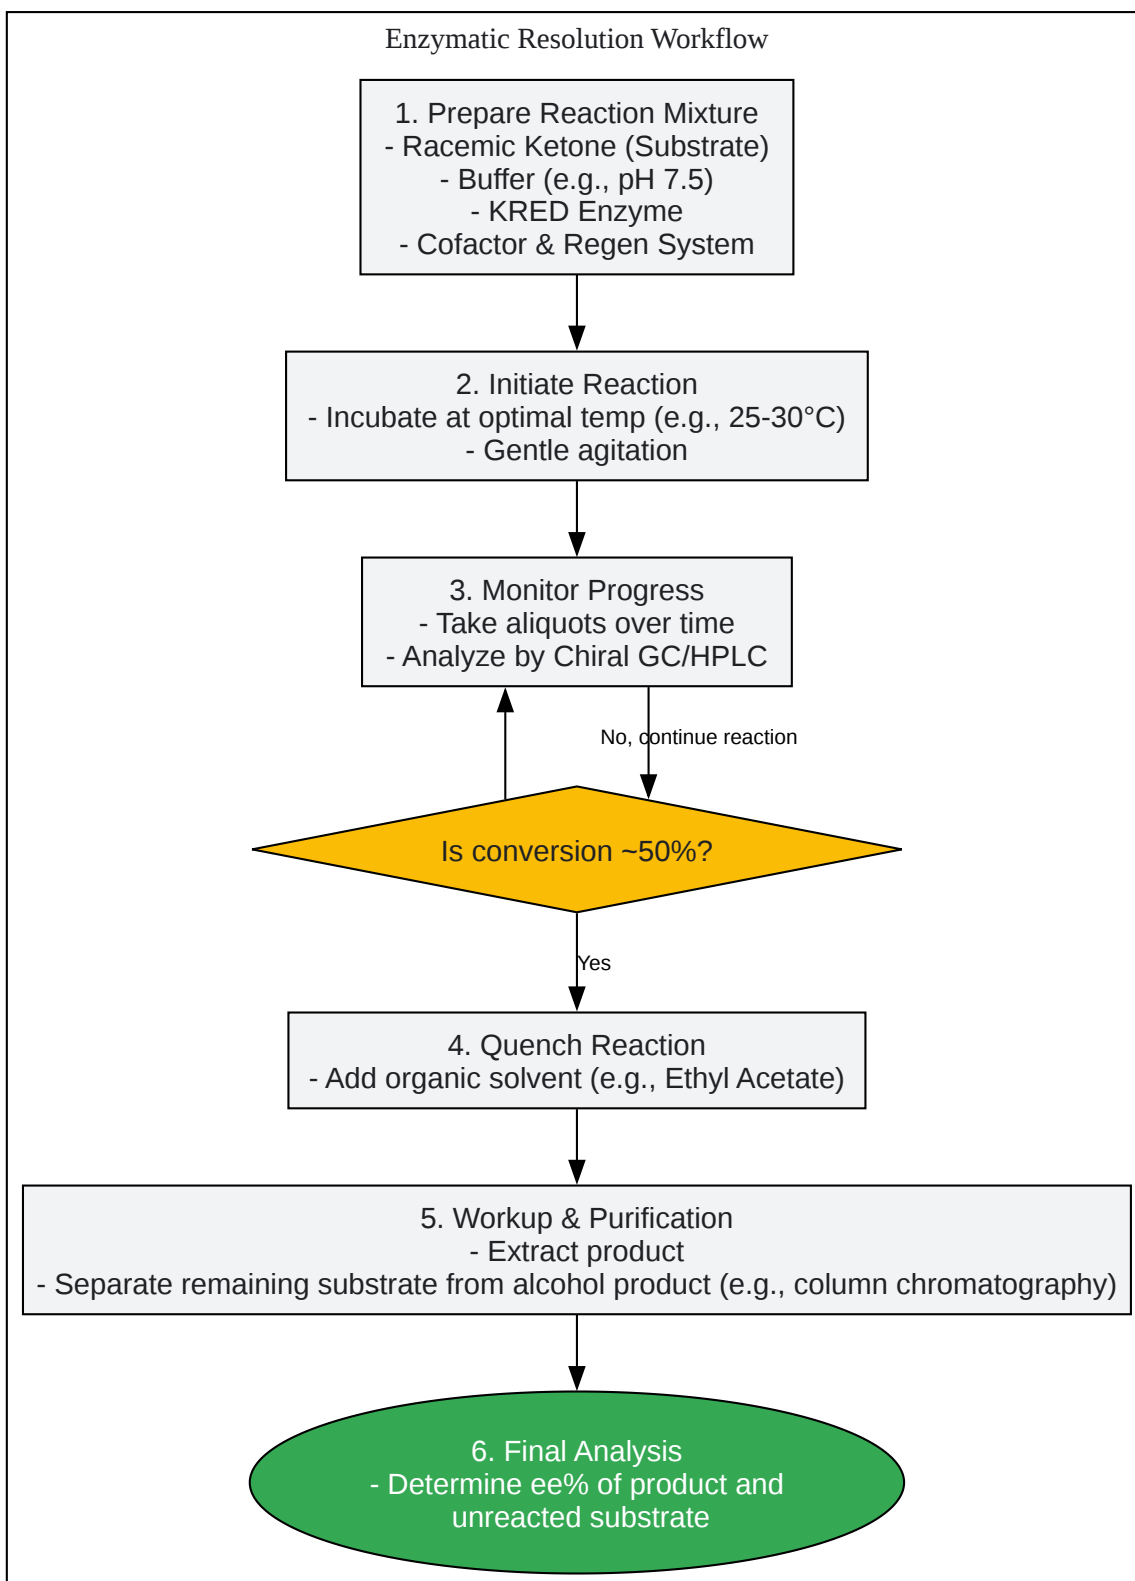 Enzymatic Resolution Workflow
1. Prepare Reaction Mixture
- Racemic Ketone (Substrate)
- Buffer (e.g., pH 7.5)
- KRED Enzyme
- Cofactor & Regen System
2. Initiate Reaction
- Incubate at optimal temp (e.g., 25-30°C)
- Gentle agitation
3. Monitor Progress
- Take aliquots over time
- Analyze by Chiral GC/HPLC
No, continue reaction
Is conversion ~50%?
Yes
4. Quench Reaction
- Add organic solvent (e.g., Ethyl Acetate)
5. Workup & Purification
- Extract product
- Separate remaining substrate from alcohol product (e.g., column chromatography)
6. Final Analysis
- Determine ee% of product and
unreacted substrate